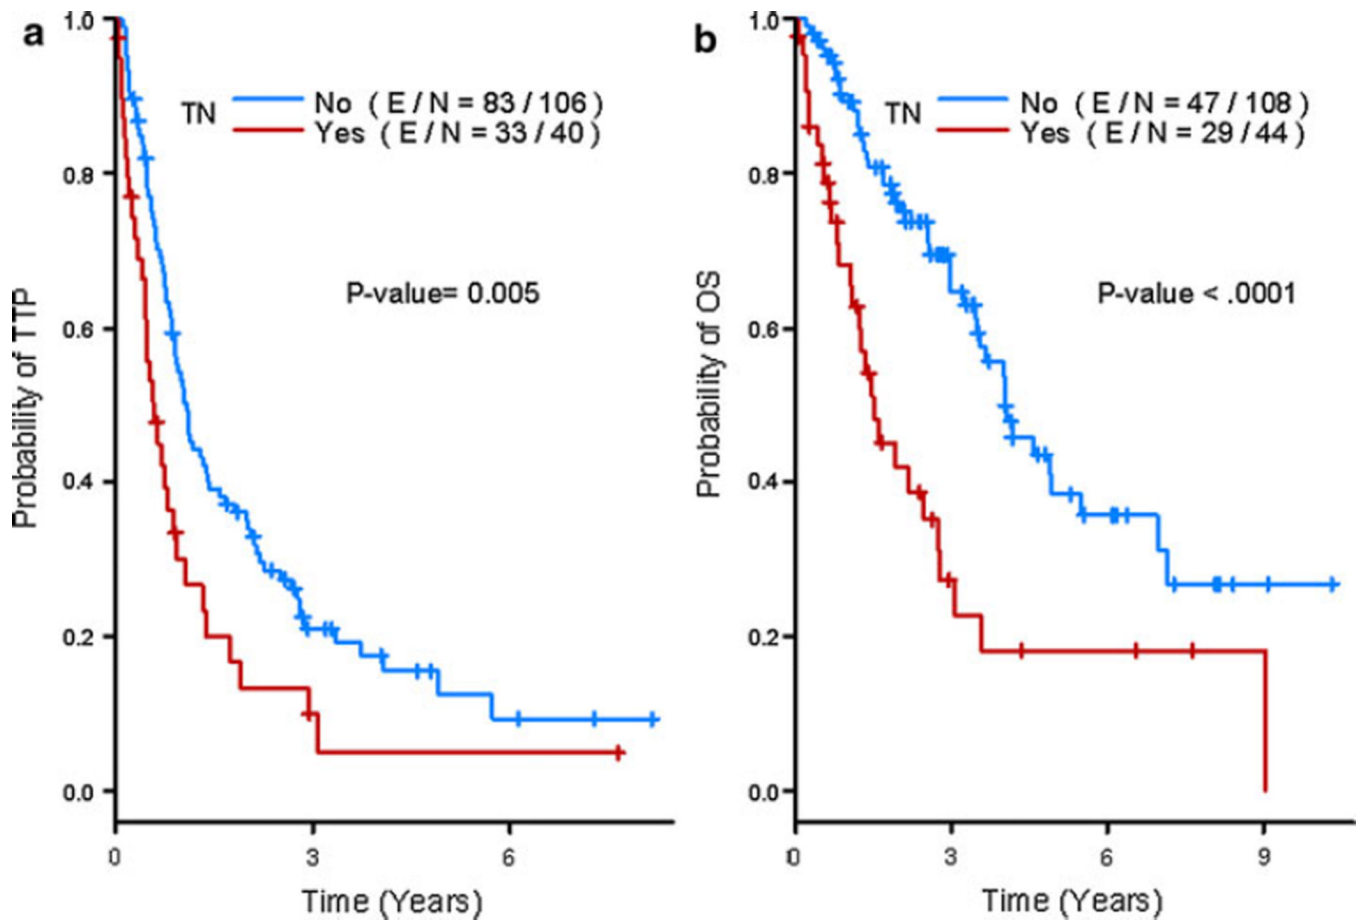 a
1.0
0.8
0.6
0.4
0.2
0.0
Probability of TTP
TN
No ( E / N = 83 / 106 )
Yes ( E / N = 33 / 40 )
P-value= 0.005
0
3
6
Time (Years)
b
1.0
0.8
0.6
0.4
0.2
0.0
Probability of OS
TN
No ( E / N = 47 / 108 )
Yes ( E / N = 29 / 44 )
P-value < .0001
0
3
6
9
Time (Years)